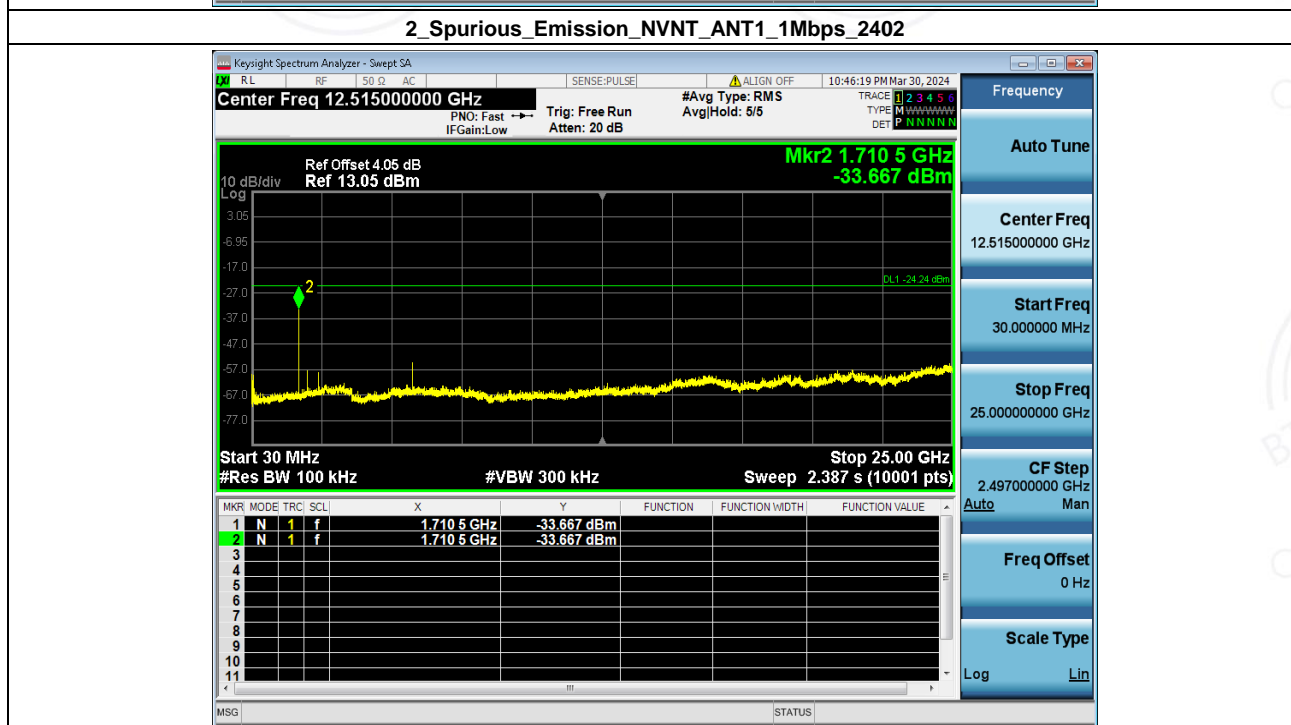 2_Spurious_Emission_NVNT_ANT1_1Mbps_2402
Keysight Spectrum Analyzer - Swept SA
RL RF 50 Ω AC SENSE:PULSE ALIGN OFF 10:46:19 PM Mar 30, 2024
Center Freq 12.515000000 GHz
PNO: Fast
IFGain:Low
Trig: Free Run
Atten: 20 dB
#Avg Type: RMS
Avg|Hold: 5/5
TRACE 1 2 3 4 5 6
TYPE M WWWWW
DET P N N N N N
Frequency
Auto Tune
Center Freq
12.515000000 GHz
Start Freq
30.000000 MHz
Stop Freq
25.000000000 GHz
CF Step
2.497000000 GHz
Auto Man
Freq Offset
0 Hz
Scale Type
Log Lin
Mkr2 1.710 5 GHz
-33.667 dBm
Ref Offset 4.05 dB
10 dB/div Ref 13.05 dBm
Log
3.05
-6.95
-17.0
-27.0
-37.0
-47.0
-57.0
-67.0
-77.0
DL1 -24.24 dBm
2
Start 30 MHz Stop 25.00 GHz
#Res BW 100 kHz #VBW 300 kHz Sweep 2.387 s (10001 pts)
MKR MODE TRC SCL X Y FUNCTION FUNCTION WIDTH FUNCTION VALUE
1 N 1 f 1.710 5 GHz -33.667 dBm
2 N 1 f 1.710 5 GHz -33.667 dBm
3
4
5
6
7
8
9
10
11
MSG STATUS